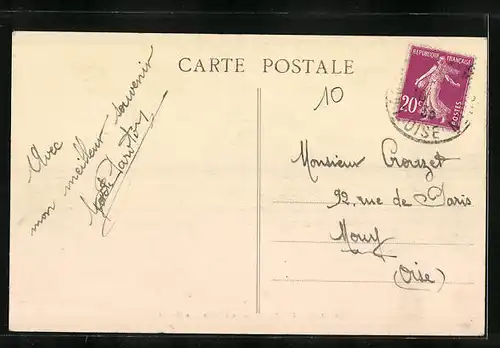 CARTE POSTALE
REPUBLIQUE FRANÇAISE
20c
POSTES
OISE
10
Avec
mon meilleur souvenir
Monsieur Crouzet
92, rue de Paris
Mouy
(Oise)